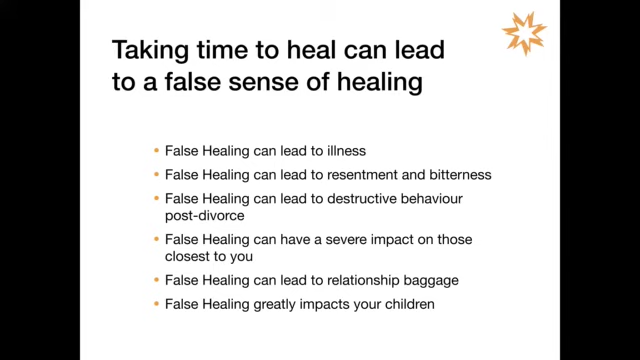 Taking time to heal can lead
to a false sense of healing
False Healing can lead to illness
False Healing can lead to resentment and bitterness
False Healing can lead to destructive behaviour
post-divorce
False Healing can have a severe impact on those
closest to you
False Healing can lead to relationship baggage
False Healing greatly impacts your children